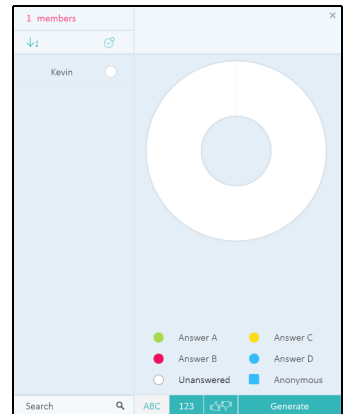 1 members
×
Kevin
Answer A
Answer C
Answer B
Answer D
Unanswered
Anonymous
Search
ABC
123
Generate